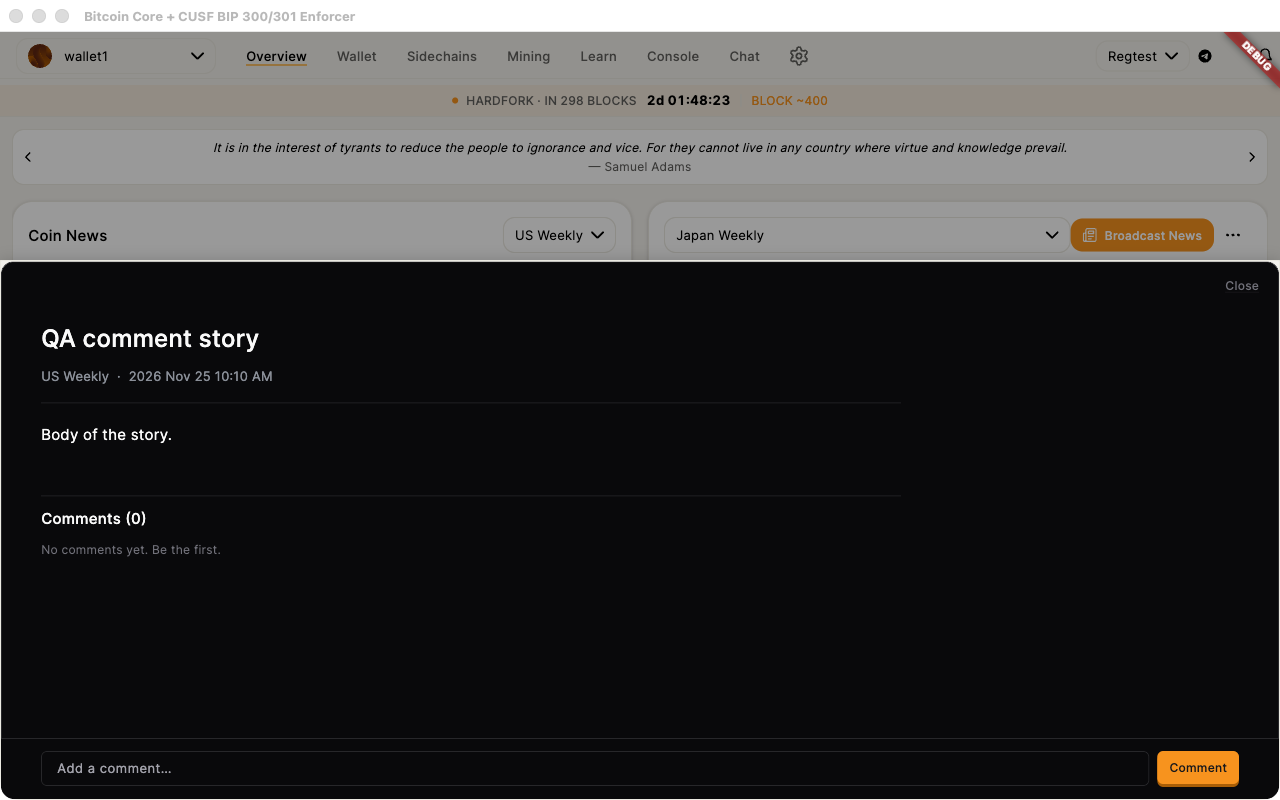 Bitcoin Core + CUSF BIP 300/301 Enforcer
wallet1 Overview Wallet Sidechains Mining Learn Console Chat Regtest DEBUG
HARDFORK · IN 298 BLOCKS 2d 01:48:23 BLOCK ~400
It is in the interest of tyrants to reduce the people to ignorance and vice. For they cannot live in any country where virtue and knowledge prevail.
— Samuel Adams
Coin News US Weekly Japan Weekly Broadcast News
Close
QA comment story
US Weekly · 2026 Nov 25 10:10 AM
Body of the story.
Comments (0)
No comments yet. Be the first.
Add a comment... Comment